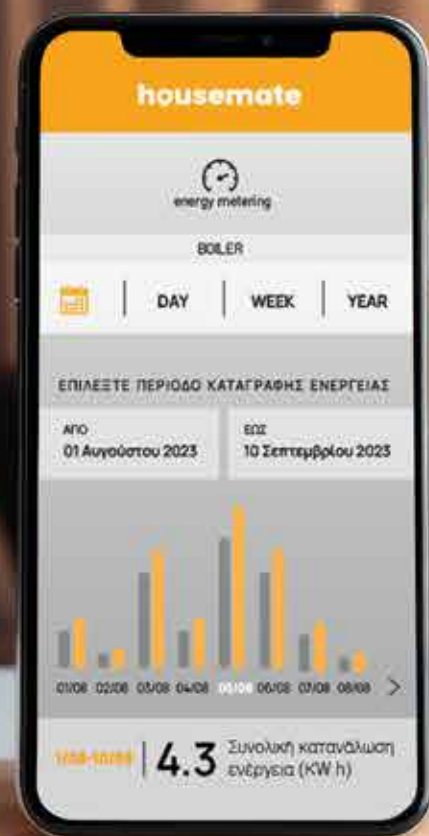 housemate
energy metering
BOILER
DAY WEEK YEAR
ΕΠΙΛΕΞΤΕ ΠΕΡΙΟΔΟ ΚΑΤΑΓΡΑΦΗΣ ΕΝΕΡΓΕΙΑΣ
ΑΠΟ
01 Αυγούστου 2023
ΕΩΣ
10 Σεπτεμβρίου 2023
01/08 02/08 03/08 04/08 05/08 06/08 07/08 08/08 >
4.3 Συνολική κατανάλωση
ενέργεια (KW h)